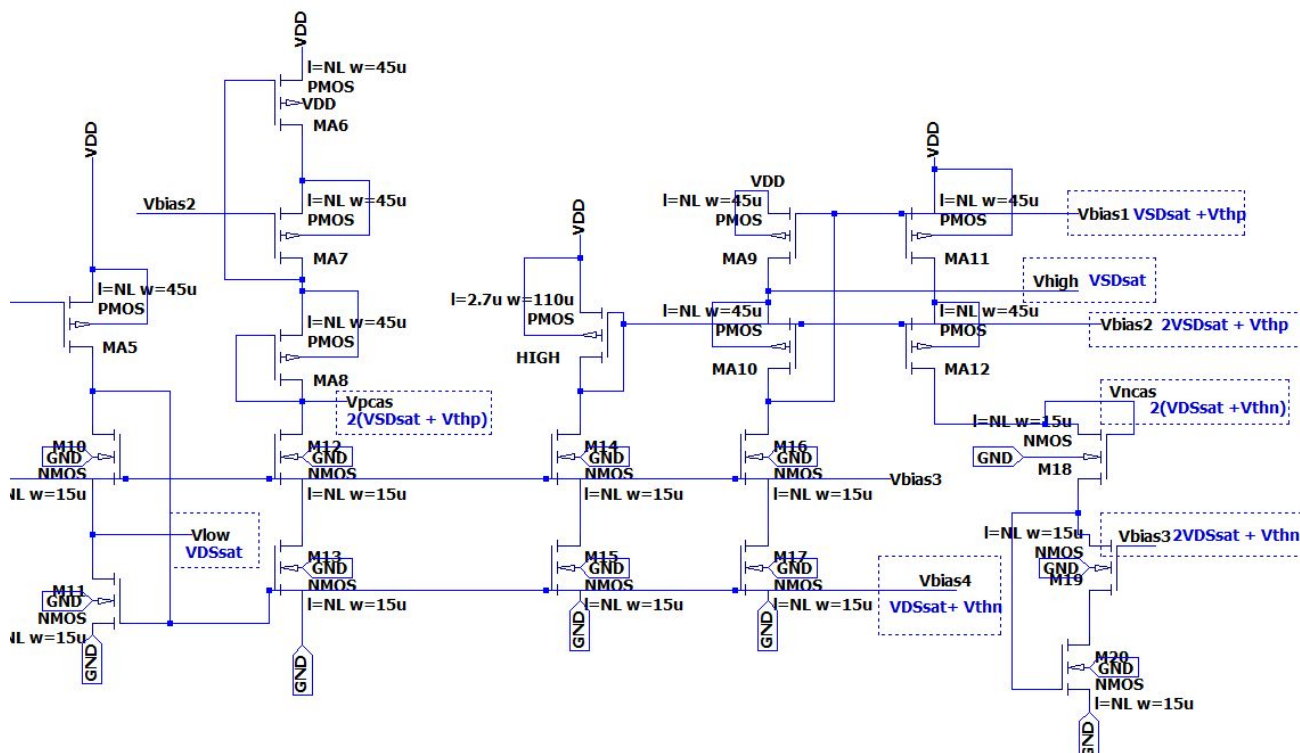 VDD
l=NL w=45u
PMOS
VDD
MA6
VDD
Vbias2
l=NL w=45u
PMOS
MA7
l=NL w=45u
PMOS
MA5
l=NL w=45u
PMOS
MA8
Vpcas
2(VSDsat + Vthp)
VDD
l=2.7u w=110u
PMOS
HIGH
VDD
l=NL w=45u
PMOS
MA9
VDD
l=NL w=45u
PMOS
MA11
Vbias1 VSDsat +Vthp
Vhigh VSDsat
l=NL w=45u
PMOS
MA10
l=NL w=45u
PMOS
MA12
Vbias2 2VSDsat + Vthp
Vncas
2(VDSsat +Vthn)
l=NL w=15u
NMOS
GND
M18
M10
GND
NMOS
NL w=15u
M12
GND
NMOS
l=NL w=15u
M14
GND
NMOS
l=NL w=15u
M16
GND
NMOS
l=NL w=15u
Vbias3
Vlow
VDSsat
l=NL w=15u
NMOS
GND
M19
Vbias3 2VDSsat + Vthn
M11
GND
NMOS
NL w=15u
GND
M13
GND
NMOS
l=NL w=15u
GND
M15
GND
NMOS
l=NL w=15u
GND
M17
GND
NMOS
l=NL w=15u
GND
Vbias4
VDSsat+ Vthn
M20
GND
NMOS
l=NL w=15u
GND